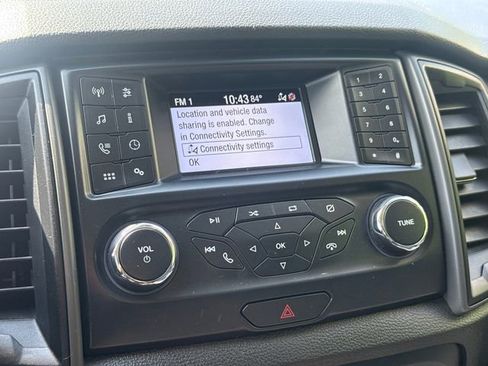 FM 1 10:43 84°
Location and vehicle data
sharing is enabled. Change
in Connectivity Settings.
Connectivity settings
OK
1 2
3 4
5 6
7 8
9 0
* #
VOL
OK
TUNE